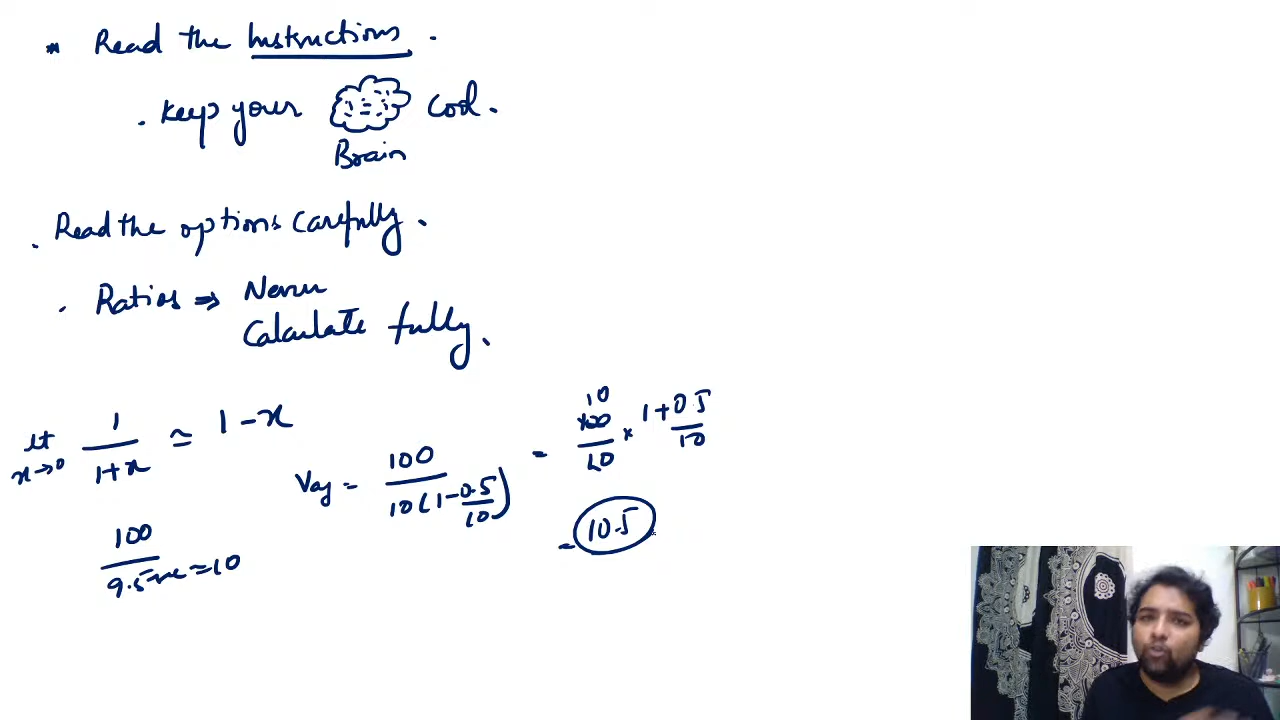 * Read the Instructions .
. Keep your cool.
Brain
. Read the options carefully.
. Ratios ⇒ Never
Calculate fully.
lt x→0 1/(1+x) ≃ 1-x
Vag = 100/(10(1-0.5/10)) = 10 100/10 × 1+0.5/10
= 10.5
100/9.5 ≈10